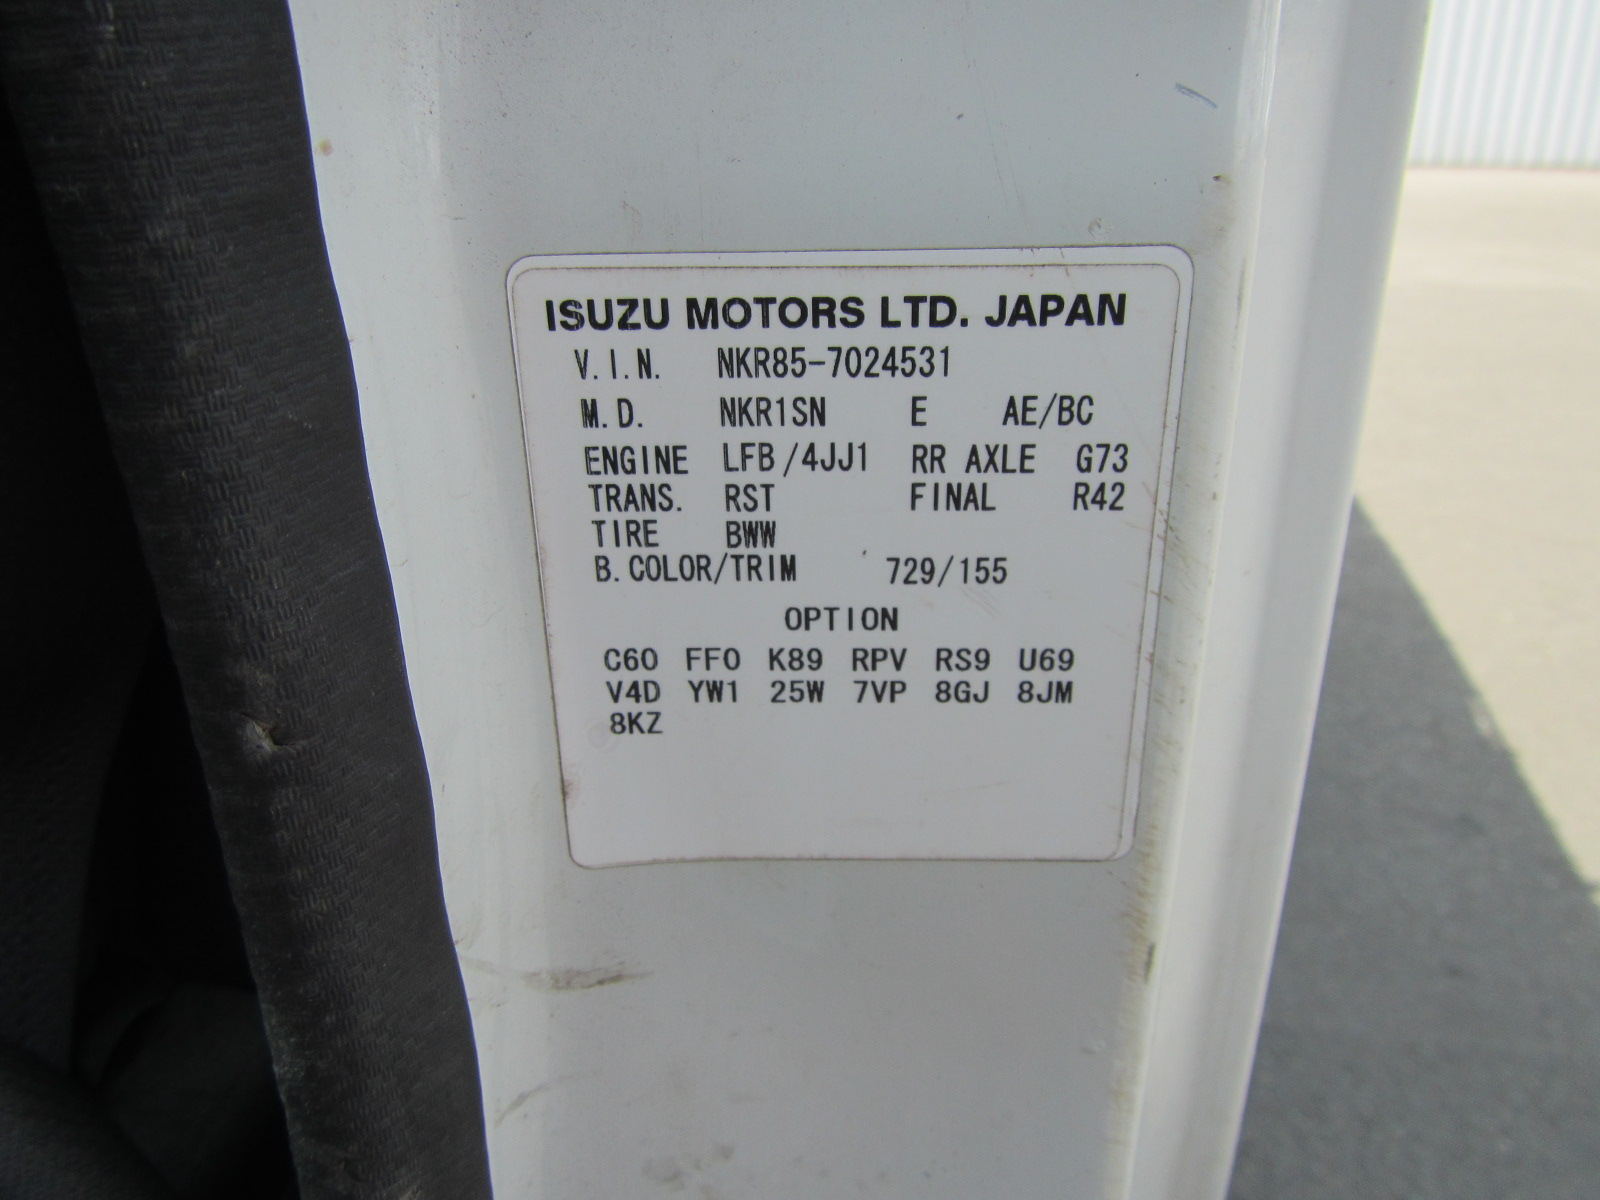 ISUZU MOTORS LTD. JAPAN
V.I.N. NKR85-7024531
M.D. NKR1SN E AE/BC
ENGINE LFB/4JJ1 RR AXLE G73
TRANS. RST FINAL R42
TIRE BWW
B.COLOR/TRIM 729/155
OPTION
C60 FF0 K89 RPV RS9 U69
V4D YW1 25W 7VP 8GJ 8JM
8KZ